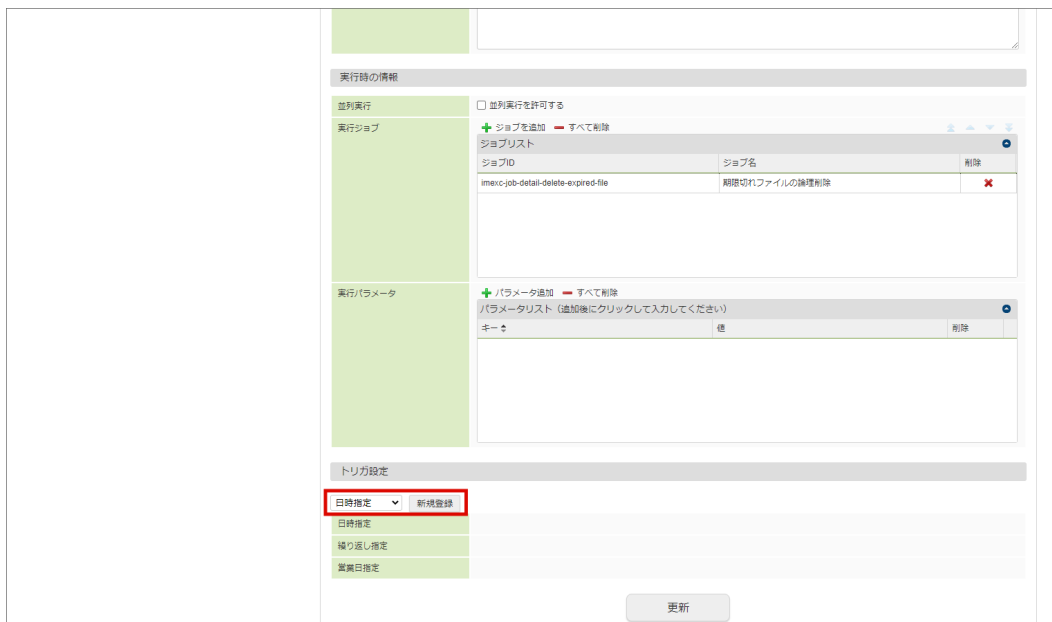 実行時の情報
並列実行 並列実行を許可する
実行ジョブ ジョブを追加 すべて削除
ジョブリスト
ジョブID ジョブ名 削除
imexc-job-detail-delete-expired-file 期限切れファイルの論理削除
実行パラメータ パラメータ追加 すべて削除
パラメータリスト（追加後にクリックして入力してください）
キー 値 削除
トリガ設定
日時指定 新規登録
日時指定
繰り返し指定
営業日指定
更新